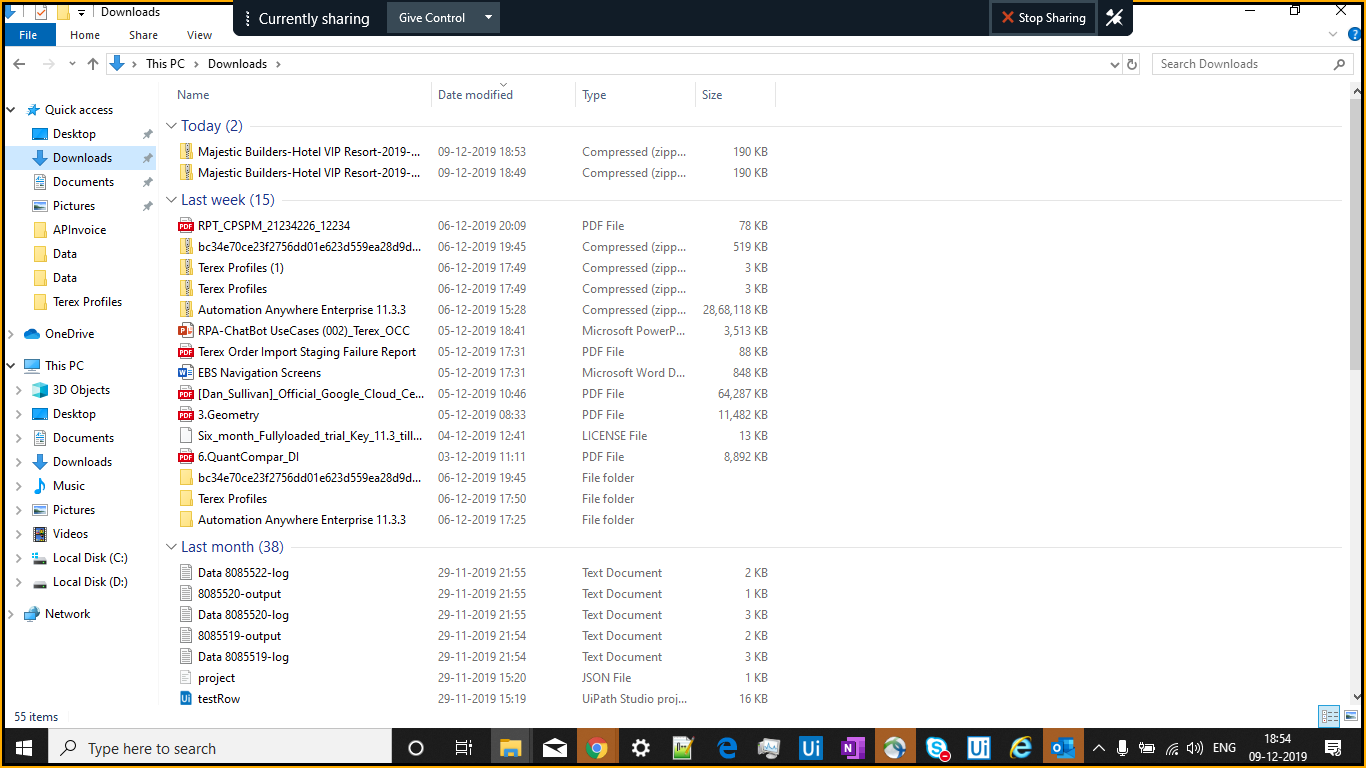 Downloads
Currently sharing
Give Control
Stop Sharing
File Home Share View
This PC Downloads
Search Downloads
Name Date modified Type Size
Quick access
Desktop
Downloads
Documents
Pictures
APInvoice
Data
Data
Terex Profiles
OneDrive
This PC
3D Objects
Desktop
Documents
Downloads
Music
Pictures
Videos
Local Disk (C:)
Local Disk (D:)
Network
Today (2)
Majestic Builders-Hotel VIP Resort-2019-... 09-12-2019 18:53 Compressed (zipp... 190 KB
Majestic Builders-Hotel VIP Resort-2019-... 09-12-2019 18:49 Compressed (zipp... 190 KB
Last week (15)
RPT_CPSPM_21234226_12234 06-12-2019 20:09 PDF File 78 KB
bc34e70ce23f2756dd01e623d559ea28d9d... 06-12-2019 19:45 Compressed (zipp... 519 KB
Terex Profiles (1) 06-12-2019 17:49 Compressed (zipp... 3 KB
Terex Profiles 06-12-2019 17:49 Compressed (zipp... 3 KB
Automation Anywhere Enterprise 11.3.3 06-12-2019 15:28 Compressed (zipp... 28,68,118 KB
RPA-ChatBot UseCases (002)_Terex_OCC 05-12-2019 18:41 Microsoft PowerP... 3,513 KB
Terex Order Import Staging Failure Report 05-12-2019 17:31 PDF File 88 KB
EBS Navigation Screens 05-12-2019 17:31 Microsoft Word D... 848 KB
[Dan_Sullivan]_Official_Google_Cloud_Ce... 05-12-2019 10:46 PDF File 64,287 KB
3.Geometry 05-12-2019 08:33 PDF File 11,482 KB
Six_month_Fullyloaded_trial_Key_11.3_till... 04-12-2019 12:41 LICENSE File 13 KB
6.QuantCompar_DI 03-12-2019 11:11 PDF File 8,892 KB
bc34e70ce23f2756dd01e623d559ea28d9d... 06-12-2019 19:45 File folder
Terex Profiles 06-12-2019 17:50 File folder
Automation Anywhere Enterprise 11.3.3 06-12-2019 17:25 File folder
Last month (38)
Data 8085522-log 29-11-2019 21:55 Text Document 2 KB
8085520-output 29-11-2019 21:55 Text Document 1 KB
Data 8085520-log 29-11-2019 21:55 Text Document 3 KB
8085519-output 29-11-2019 21:54 Text Document 2 KB
Data 8085519-log 29-11-2019 21:54 Text Document 3 KB
project 29-11-2019 15:20 JSON File 1 KB
testRow 29-11-2019 15:19 UiPath Studio proj... 16 KB
55 items
Type here to search
ENG
18:54
09-12-2019